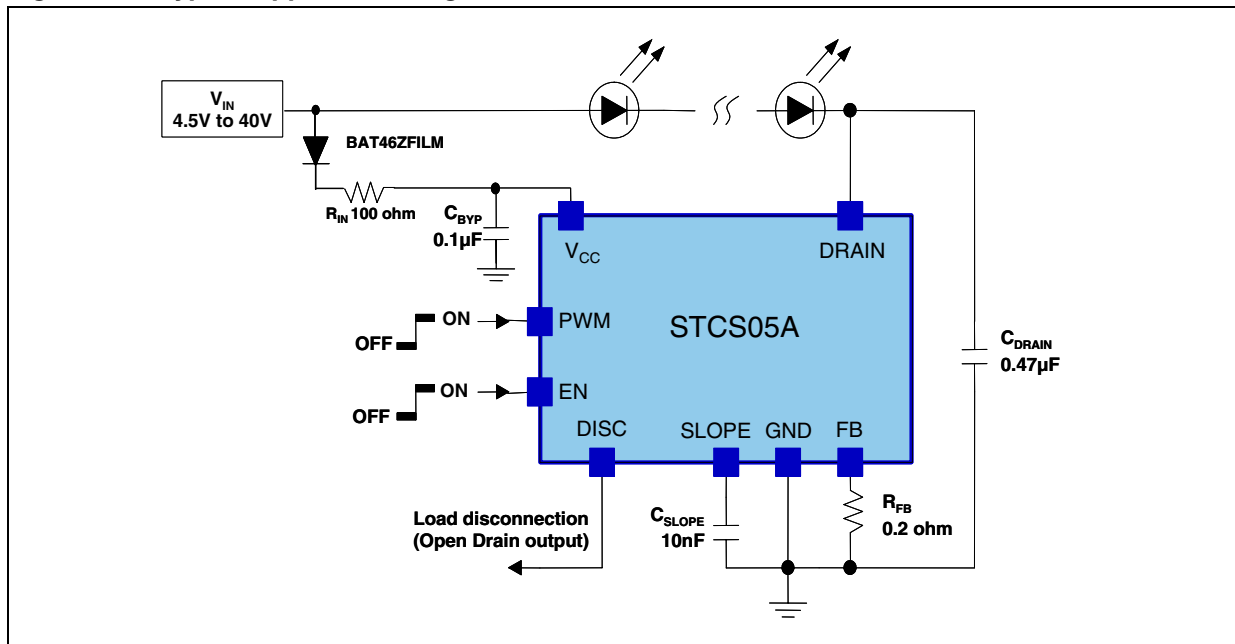 V_IN
4.5V to 40V
BAT46ZFILM
R_IN 100 ohm
C_BYP
0.1µF
V_CC
DRAIN
OFF
ON
PWM
STCS05A
C_DRAIN
0.47µF
OFF
ON
EN
DISC
SLOPE
GND
FB
Load disconnection
(Open Drain output)
C_SLOPE
10nF
R_FB
0.2 ohm